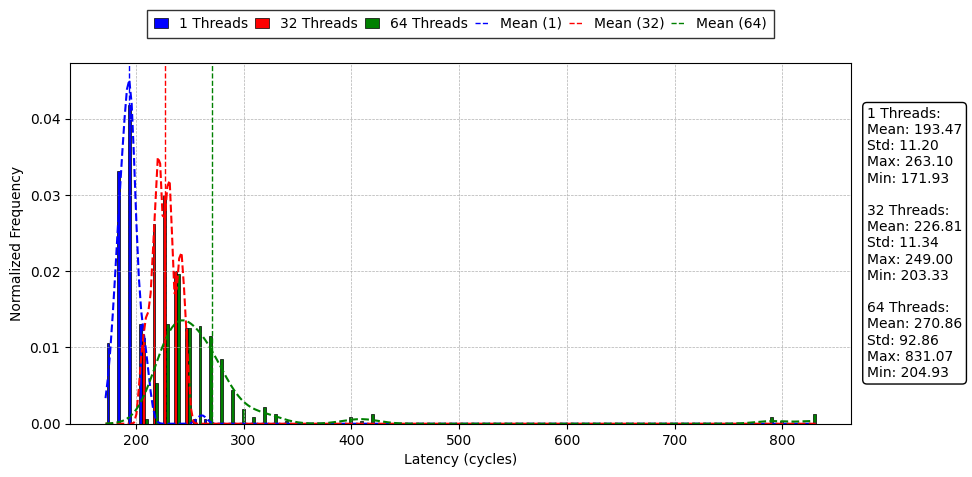 1 Threads 32 Threads 64 Threads Mean (1) Mean (32) Mean (64)
Normalized Frequency
0.04
0.03
0.02
0.01
0.00
200 300 400 500 600 700 800
Latency (cycles)
1 Threads:
Mean: 193.47
Std: 11.20
Max: 263.10
Min: 171.93
32 Threads:
Mean: 226.81
Std: 11.34
Max: 249.00
Min: 203.33
64 Threads:
Mean: 270.86
Std: 92.86
Max: 831.07
Min: 204.93